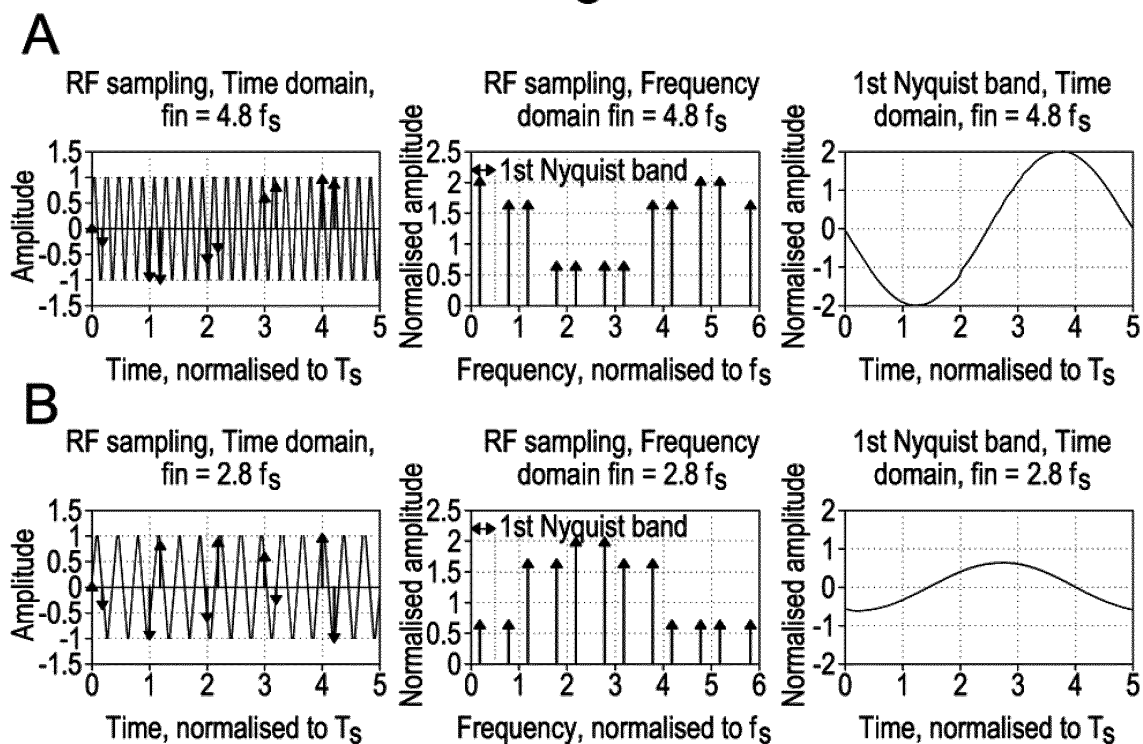 A
RF sampling, Time domain,
fin = 4.8 fS
Amplitude
1.5
1
0.5
0
-0.5
-1
-1.5
0 1 2 3 4 5
Time, normalised to TS
RF sampling, Frequency
domain fin = 4.8 fS
Normalised amplitude
2.5
2
1.5
1
0.5
0
1st Nyquist band
0 1 2 3 4 5 6
Frequency, normalised to fS
1st Nyquist band, Time
domain, fin = 4.8 fS
Normalised amplitude
2
1
0
-1
-2
0 1 2 3 4 5
Time, normalised to TS
B
RF sampling, Time domain,
fin = 2.8 fS
Amplitude
1.5
1
0.5
0
-0.5
-1
-1.5
0 1 2 3 4 5
Time, normalised to TS
RF sampling, Frequency
domain fin = 2.8 fS
Normalised amplitude
2.5
2
1.5
1
0.5
0
1st Nyquist band
0 1 2 3 4 5 6
Frequency, normalised to fS
1st Nyquist band, Time
domain, fin = 2.8 fS
Normalised amplitude
2
1
0
-1
-2
0 1 2 3 4 5
Time, normalised to TS